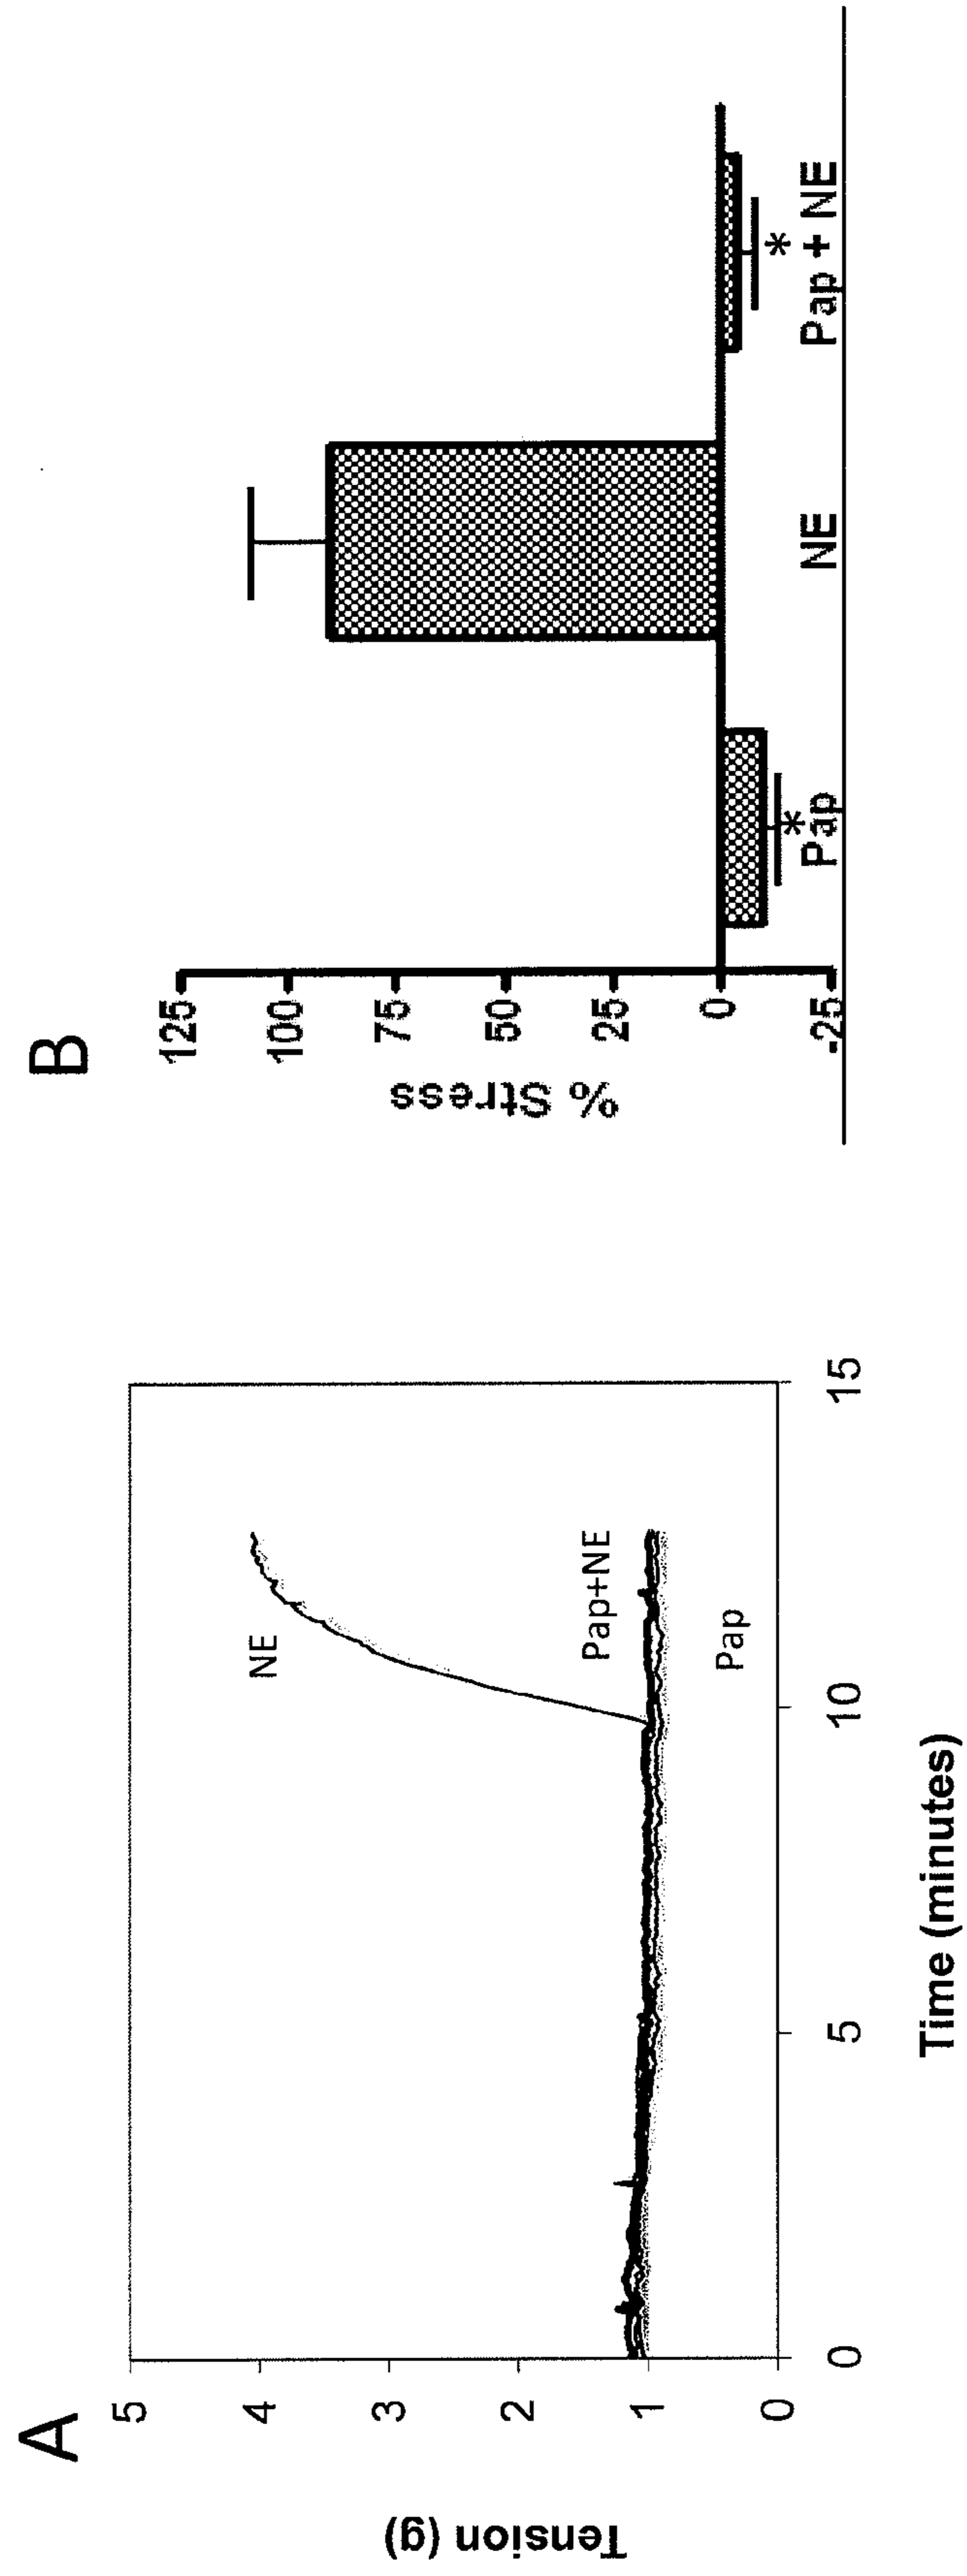 A
Tension (g)
5
4
3
2
1
0
NE
Pap+NE
Pap
0
5
10
15
Time (minutes)
B
% Stress
125
100
75
50
25
0
-25
*
*
Pap
NE
Pap + NE